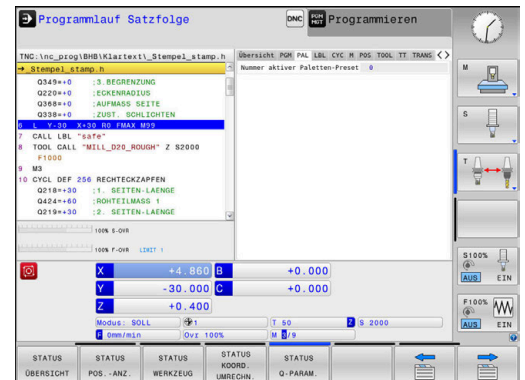 Programmlauf Satzfolge
DNC
PGM MGT
Programmieren
TNC:\nc_prog\BHB\Klartext\_Stempel_stamp.h
→_Stempel_stamp.h
Q349=+0 ;3.BEGRENZUNG
Q220=+0 ;ECKENRADIUS
Q368=+0 ;AUFMASS SEITE
Q338=+0 ;ZUST. SCHLICHTEN
6 L Y-30 X+30 R0 FMAX M99
7 CALL LBL "safe"
8 TOOL CALL "MILL_D20_ROUGH" Z S2000
F1000
9 M3
10 CYCL DEF 256 RECHTECKZAPFEN
Q218=+30 ;1. SEITEN-LAENGE
Q424=+60 ;ROHTEILMASS 1
Q219=+30 ;2. SEITEN-LAENGE
Übersicht PGM PAL LBL CYC M POS TOOL TT TRANS
Nummer aktiver Paletten-Preset 0
100% S-OVR
100% F-OVR LIMIT 1
X +4.860 B +0.000
Y -30.000 C +0.000
Z +0.400
Modus: SOLL 1 T 50 Z S 2000
F 0mm/min Ovr 100% M 5/9
M
S
T
S100%
AUS EIN
F100%
AUS EIN
STATUS ÜBERSICHT
STATUS POS.-ANZ.
STATUS WERKZEUG
STATUS KOORD. UMRECHN.
STATUS Q-PARAM.